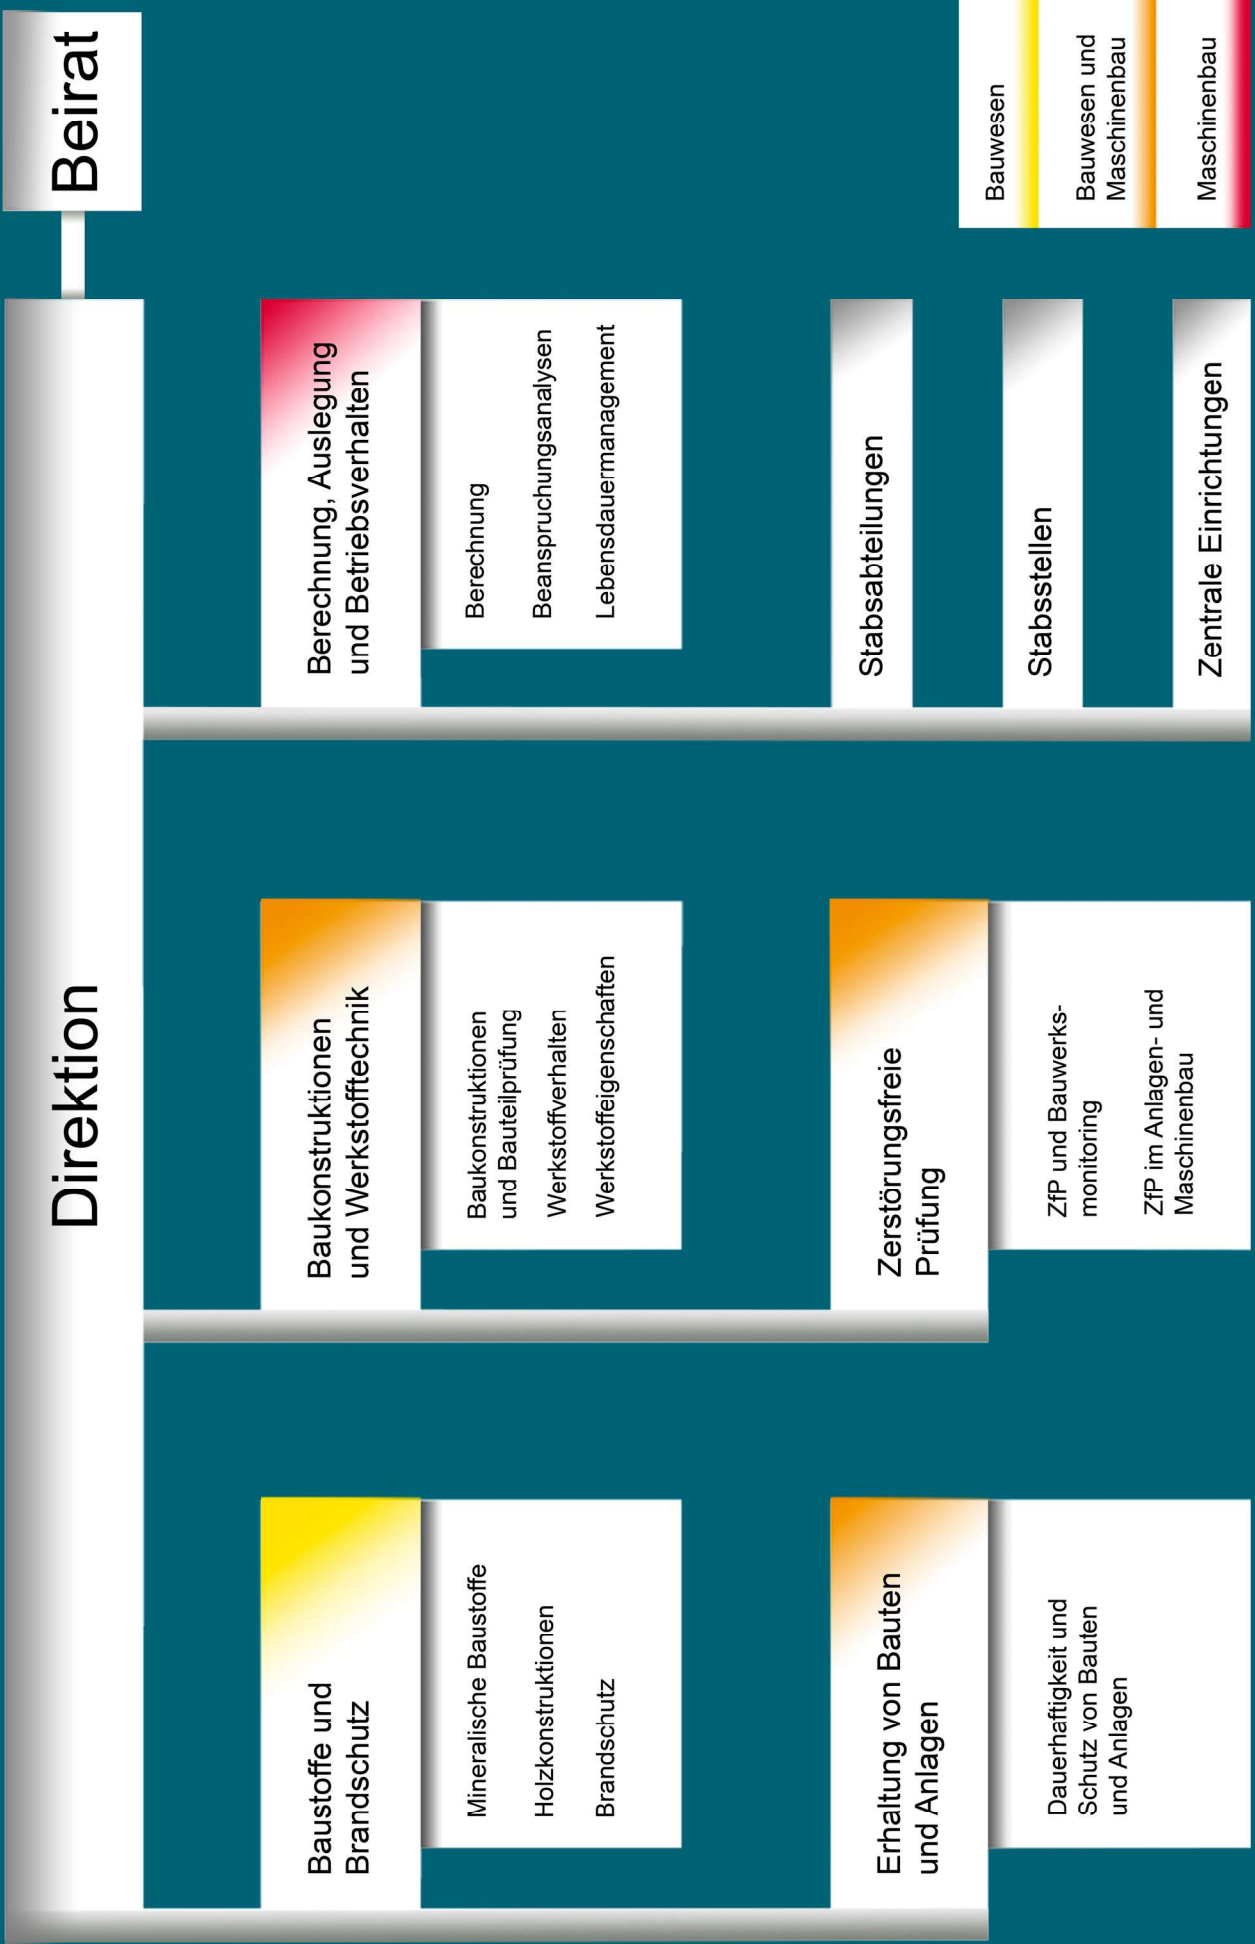 Direktion
Beirat
Baustoffe und
Brandschutz
Mineralische Baustoffe
Holzkonstruktionen
Brandschutz
Baukonstruktionen
und Werkstofftechnik
Baukonstruktionen
und Bauteilprüfung
Werkstoffverhalten
Werkstoffeigenschaften
Berechnung, Auslegung
und Betriebsverhalten
Berechnung
Beanspruchungsanalysen
Lebensdauermanagement
Erhaltung von Bauten
und Anlagen
Dauerhaftigkeit und
Schutz von Bauten
und Anlagen
Zerstörungsfreie
Prüfung
ZfP und Bauwerks-
monitoring
ZfP im Anlagen- und
Maschinenbau
Stabsabteilungen
Stabsstellen
Zentrale Einrichtungen
Bauwesen
Bauwesen und
Maschinenbau
Maschinenbau